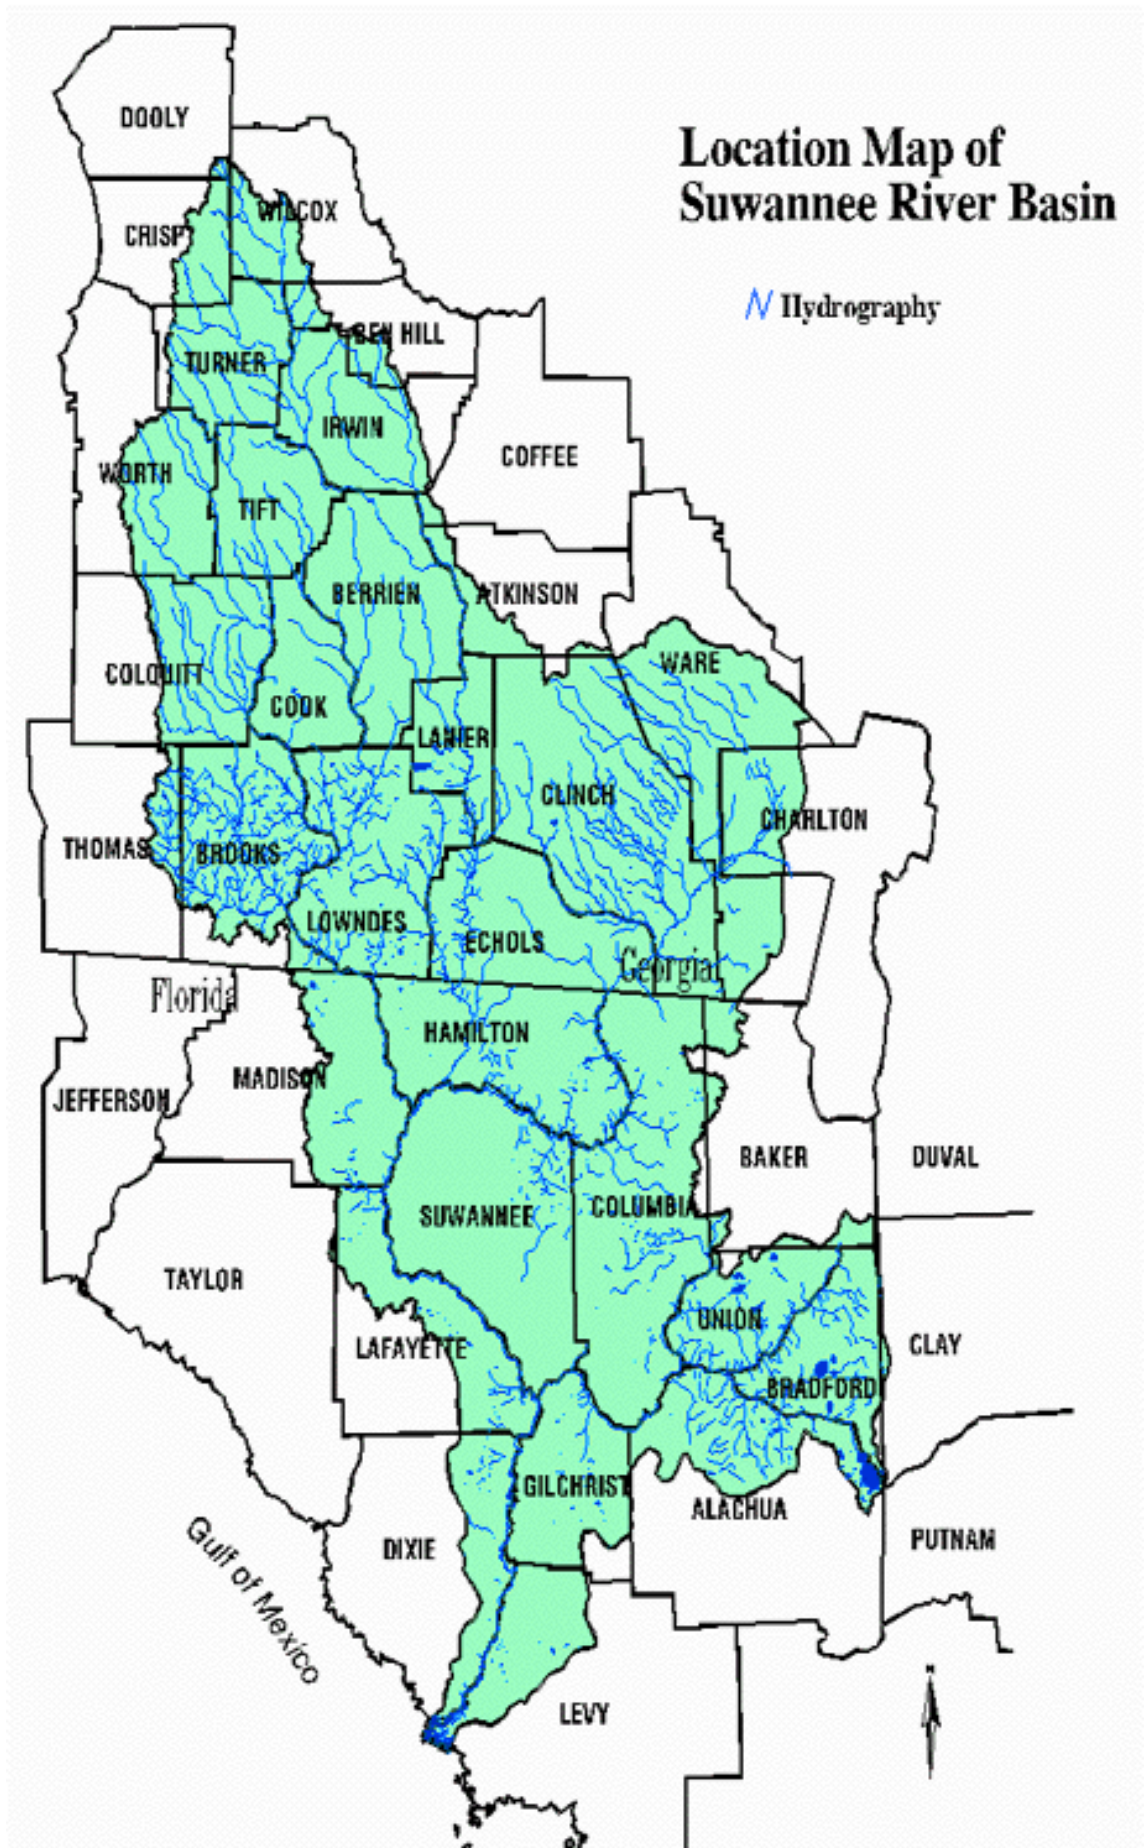 DOOLY
Location Map of
Suwannee River Basin
WILCOX
CRISP
Hydrography
BEN HILL
TURNER
IRWIN
COFFEE
WORTH
TIFT
BERRIEN
ATKINSON
WARE
COLQUITT
COOK
LANIER
CLINCH
CHARLTON
THOMAS
BROOKS
LOWNDES
ECHOLS
Georgia
Florida
HAMILTON
MADISON
JEFFERSON
BAKER
DUVAL
SUWANNEE
COLUMBIA
TAYLOR
UNION
LAFAYETTE
CLAY
BRADFORD
GILCHRIST
ALACHUA
DIXIE
PUTNAM
Gulf of Mexico
LEVY